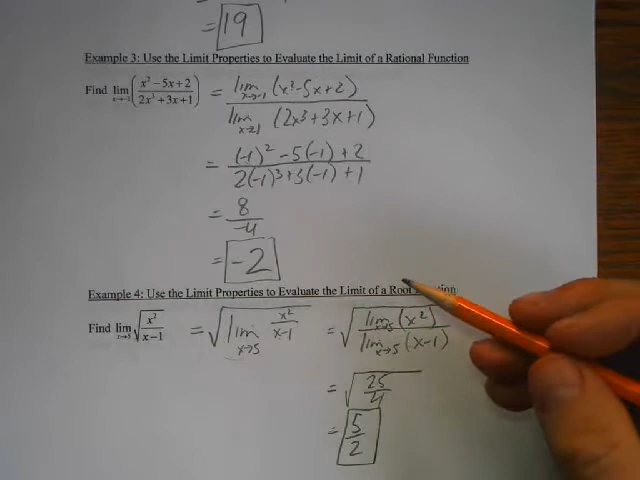 = 19
Example 3: Use the Limit Properties to Evaluate the Limit of a Rational Function
Find lim x→-1 ( (x² − 5x + 2) / (2x³ + 3x + 1) ) = lim x→-1 (x² - 5x + 2) / lim x→-1 (2x³ + 3x + 1)
= ((-1)² - 5(-1) + 2) / (2(-1)³ + 3(-1) + 1)
= 8 / -4
= -2
Example 4: Use the Limit Properties to Evaluate the Limit of a Root Function
Find lim x→5 √(x² / (x − 1)) = √(lim x→5 x² / (x-1)) = √(lim x→5 (x²) / lim x→5 (x-1))
= √(25 / 4)
= 5 / 2